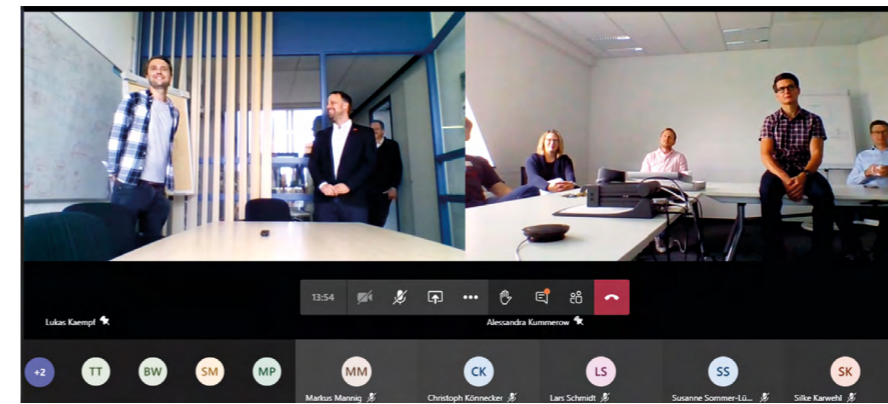 13:54
Lukas Kaempf
Alessandra Kummerow
+2 TT BW SM MP MM CK LS SS SK
Markus Mannig Christoph Könnecker Lars Schmidt Susanne Sommer-Lü... Silke Karwehl